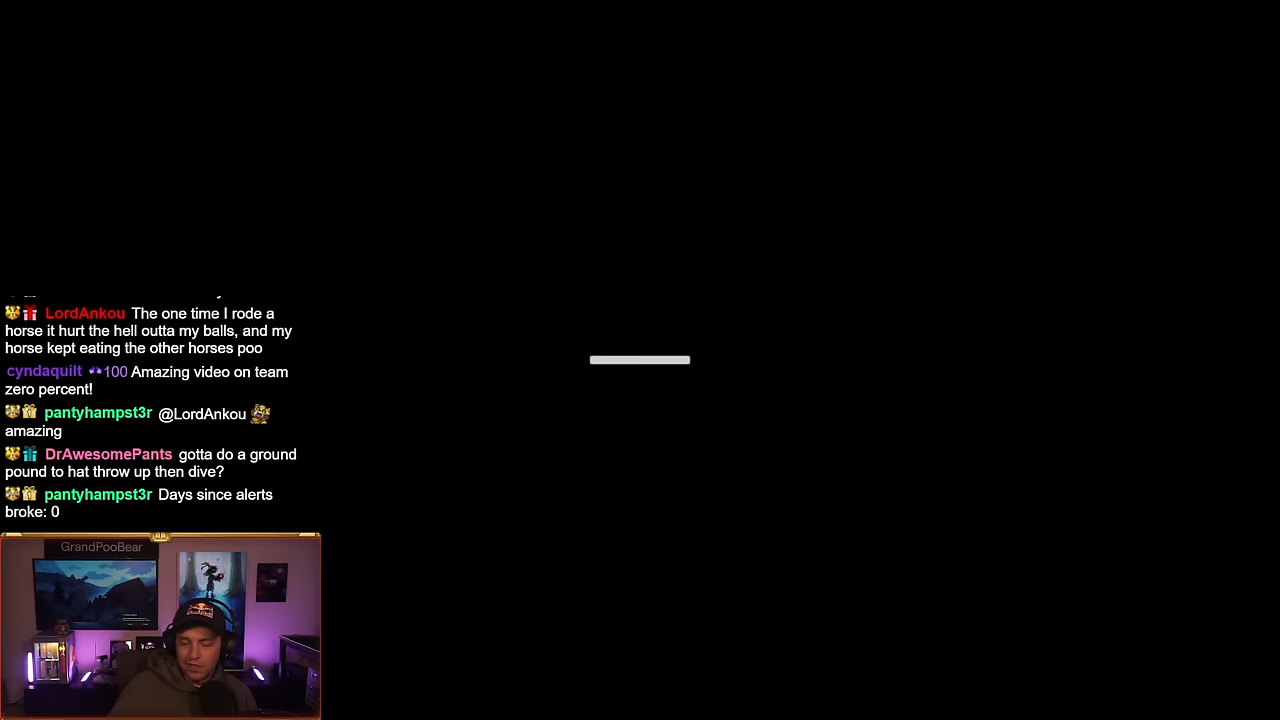 LordAnkou The one time I rode a
horse it hurt the hell outta my balls, and my
horse kept eating the other horses poo
cyndaquilt 100 Amazing video on team
zero percent!
pantyhampst3r @LordAnkou
amazing
DrAwesomePants gotta do a ground
pound to hat throw up then dive?
pantyhampst3r Days since alerts
broke: 0
GrandPooBear